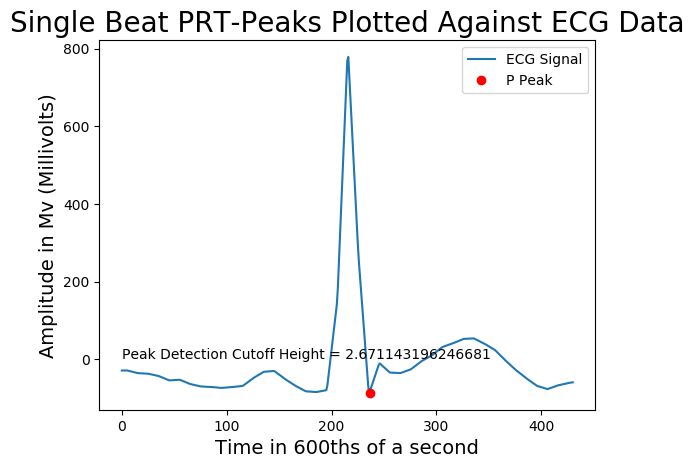 Single Beat PRT-Peaks Plotted Against ECG Data
800
600
400
200
0
Amplitude in Mv (Millivolts)
ECG Signal
P Peak
Peak Detection Cutoff Height = 2.671143196246681
0 100 200 300 400
Time in 600ths of a second